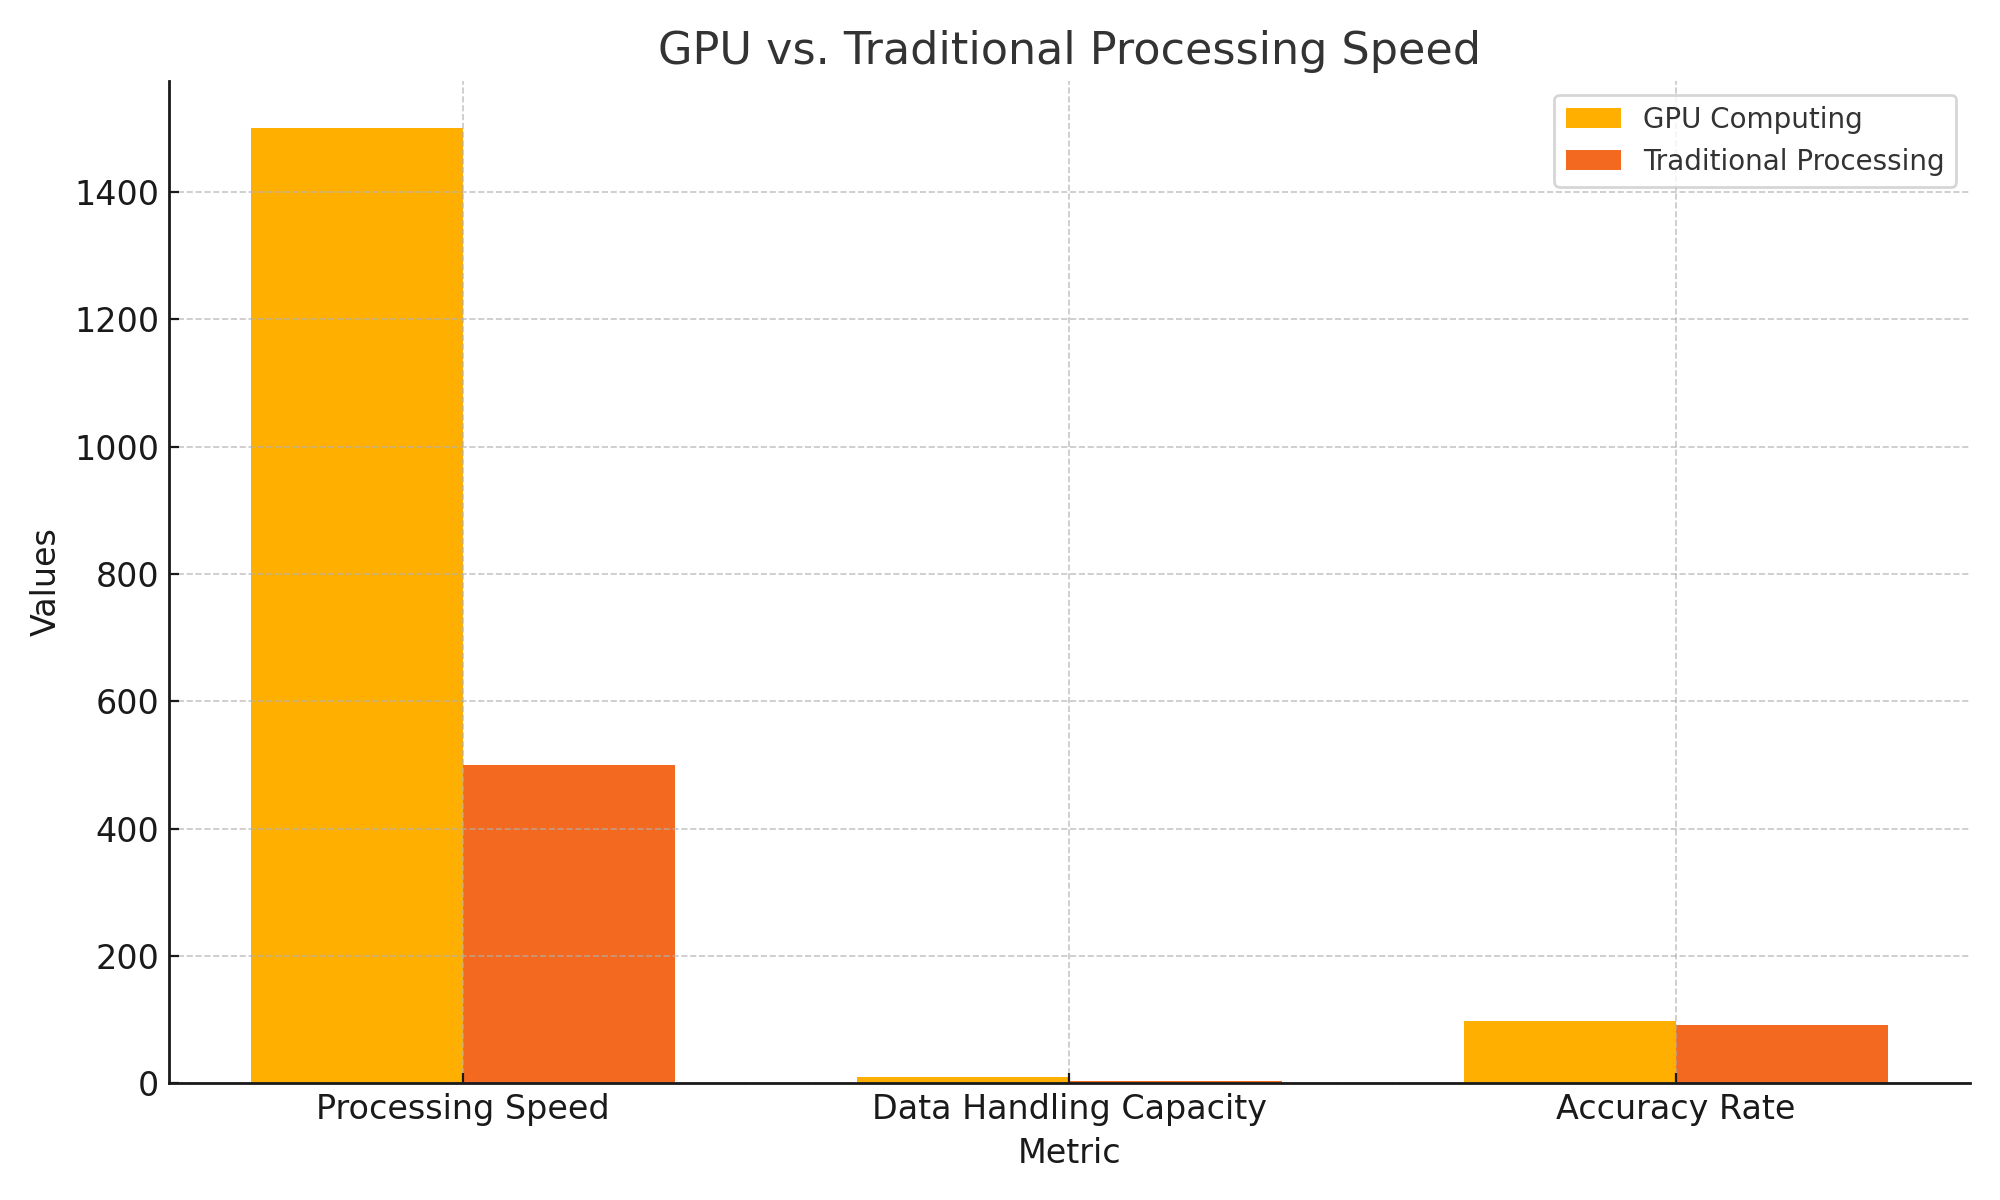 GPU vs. Traditional Processing Speed
GPU Computing
Traditional Processing
1400
1200
1000
800
600
400
200
0
Values
Processing Speed
Data Handling Capacity
Accuracy Rate
Metric